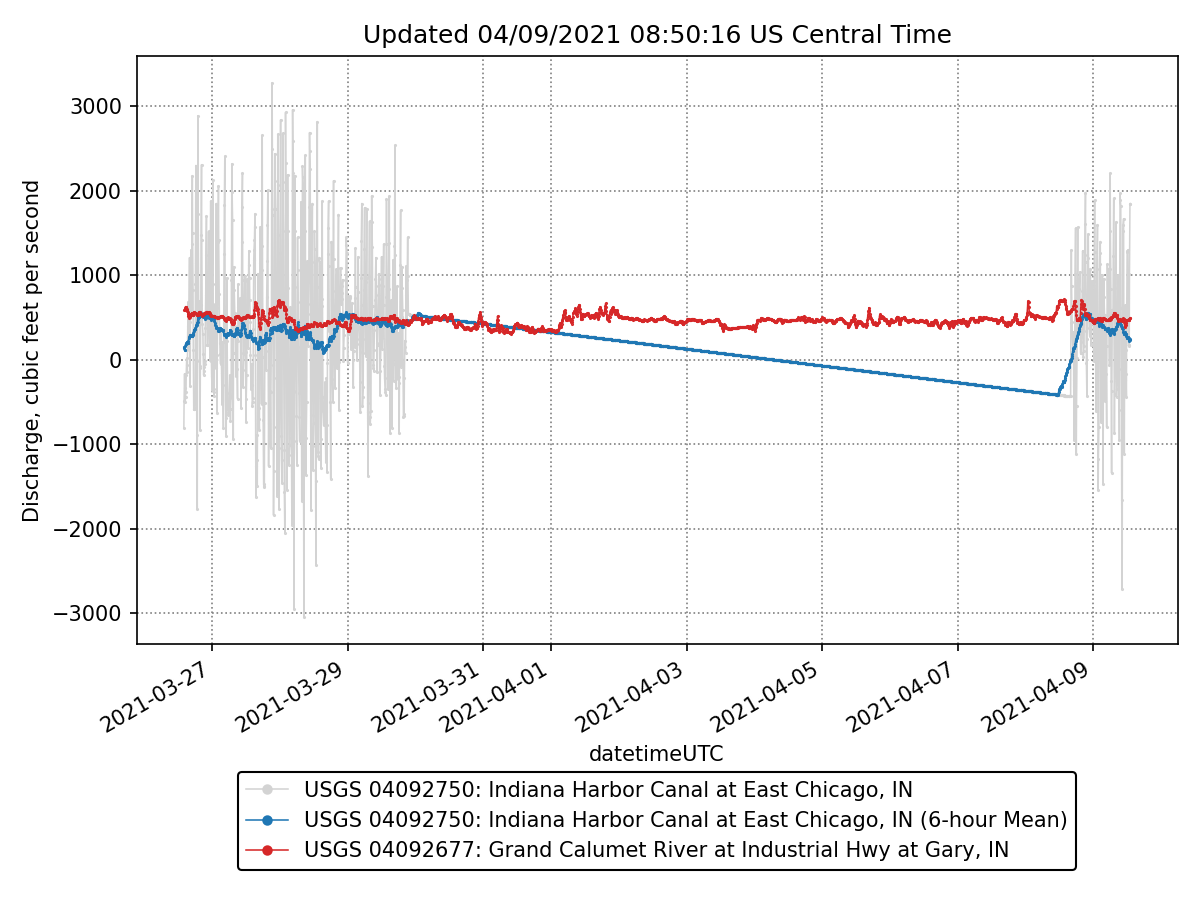 Updated 04/09/2021 08:50:16 US Central Time
Discharge, cubic feet per second
3000
2000
1000
0
−1000
−2000
−3000
2021-03-27
2021-03-29
2021-03-31
2021-04-01
2021-04-03
2021-04-05
2021-04-07
2021-04-09
datetimeUTC
USGS 04092750: Indiana Harbor Canal at East Chicago, IN
USGS 04092750: Indiana Harbor Canal at East Chicago, IN (6-hour Mean)
USGS 04092677: Grand Calumet River at Industrial Hwy at Gary, IN